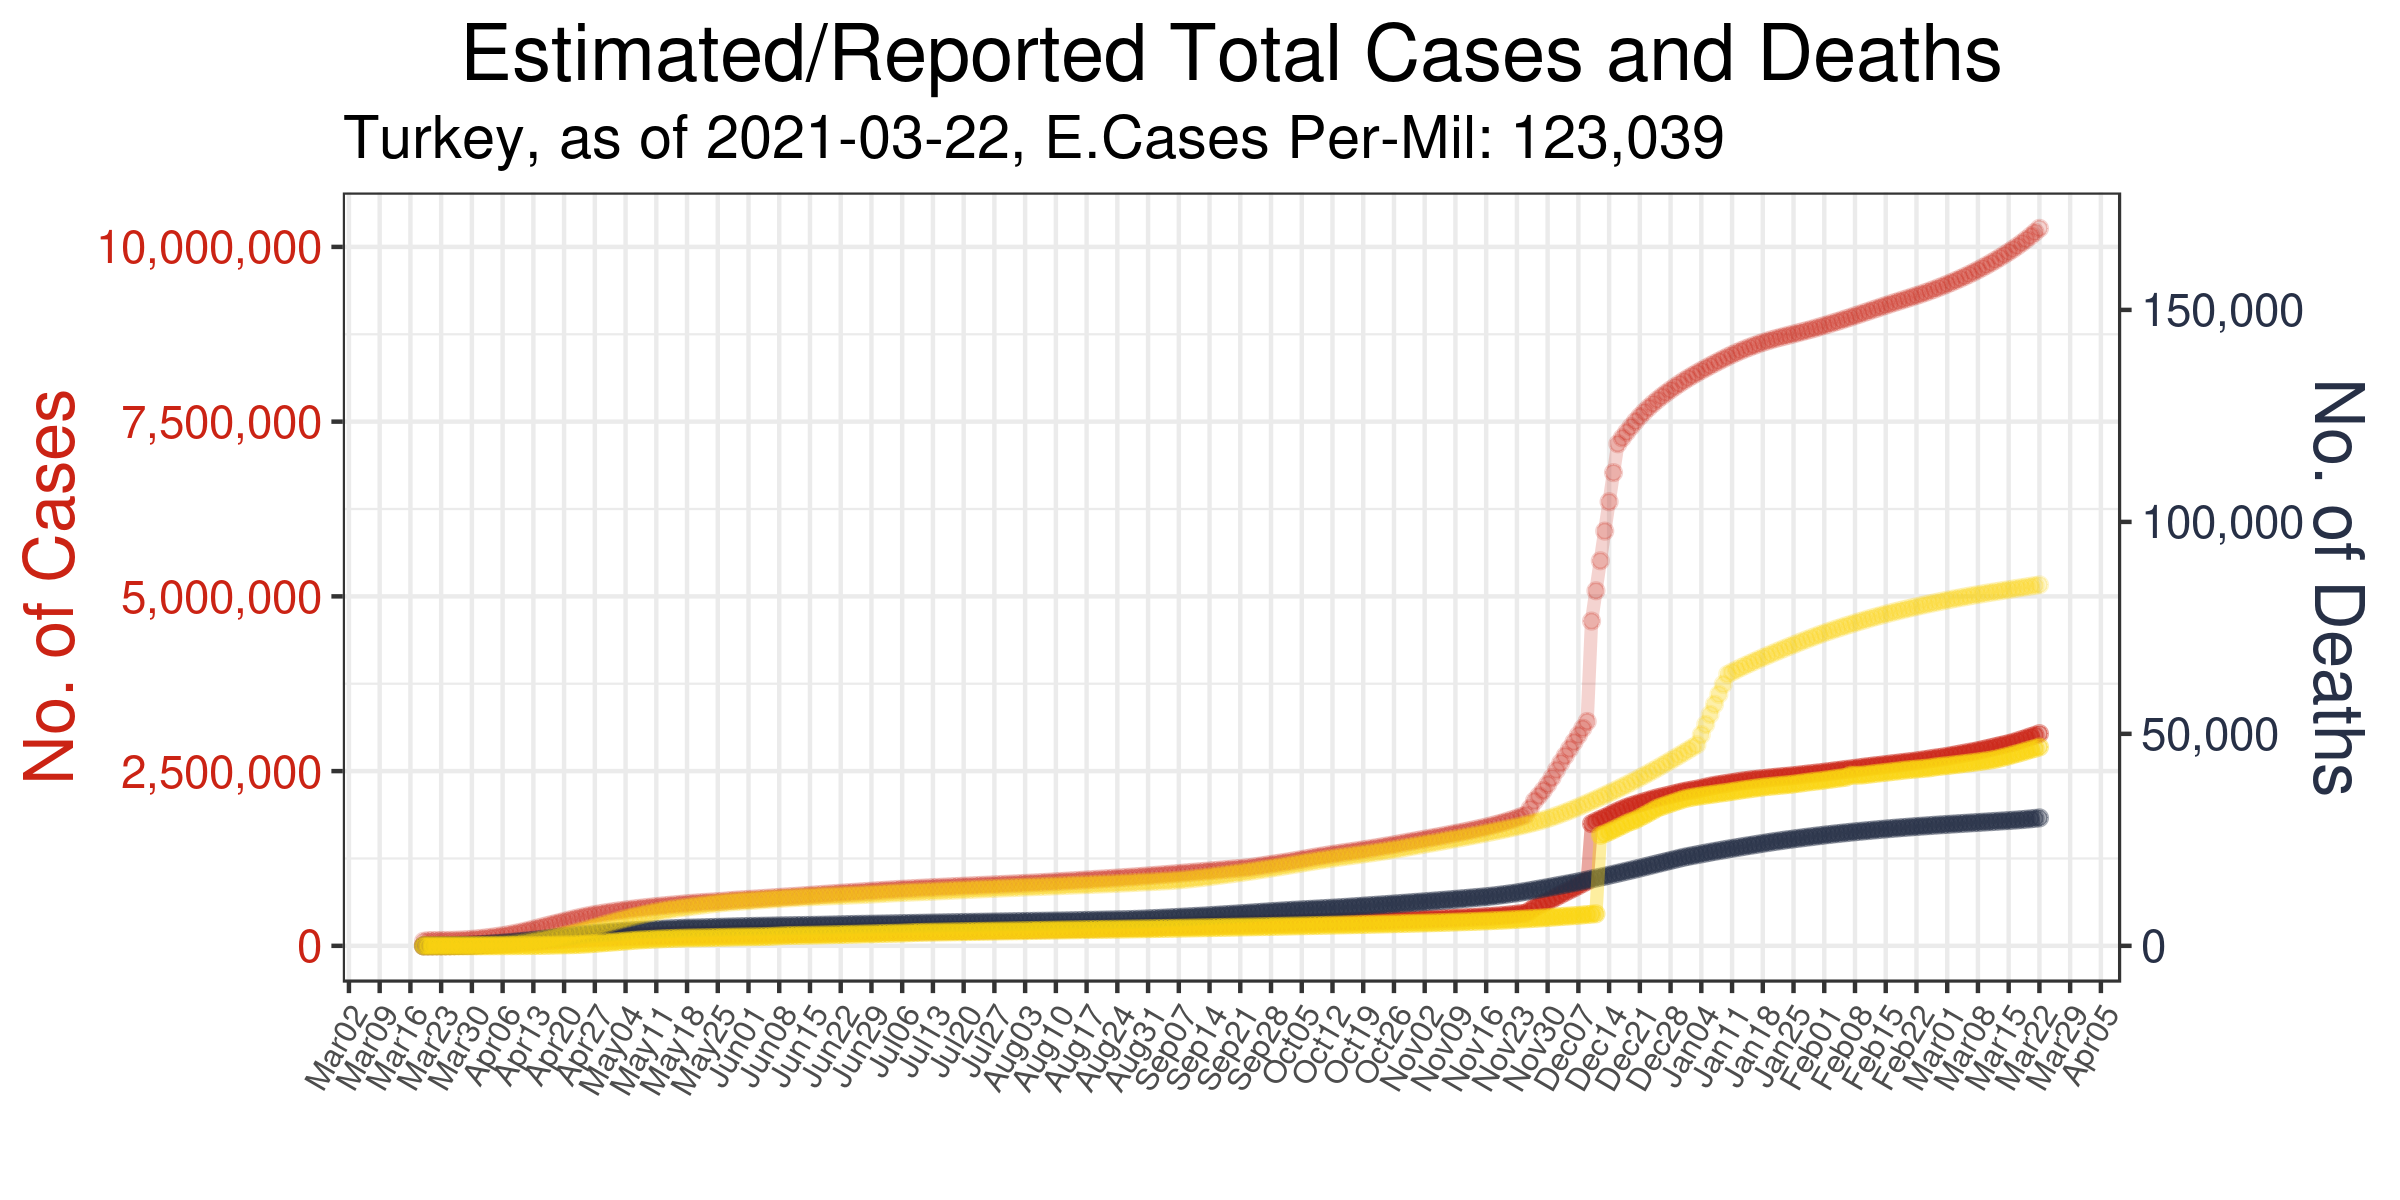 Estimated/Reported Total Cases and Deaths
Turkey, as of 2021-03-22, E.Cases Per-Mil: 123,039
No. of Cases
10,000,000
7,500,000
5,000,000
2,500,000
0
150,000
100,000
50,000
0
No. of Deaths
Mar02
Mar09
Mar16
Mar23
Mar30
Apr06
Apr13
Apr20
Apr27
May04
May11
May18
May25
Jun01
Jun08
Jun15
Jun22
Jun29
Jul06
Jul13
Jul20
Jul27
Aug03
Aug10
Aug17
Aug24
Aug31
Sep07
Sep14
Sep21
Sep28
Oct05
Oct12
Oct19
Oct26
Nov02
Nov09
Nov16
Nov23
Nov30
Dec07
Dec14
Dec21
Dec28
Jan04
Jan11
Jan18
Jan25
Feb01
Feb08
Feb15
Feb22
Mar01
Mar08
Mar15
Mar22
Mar29
Apr05